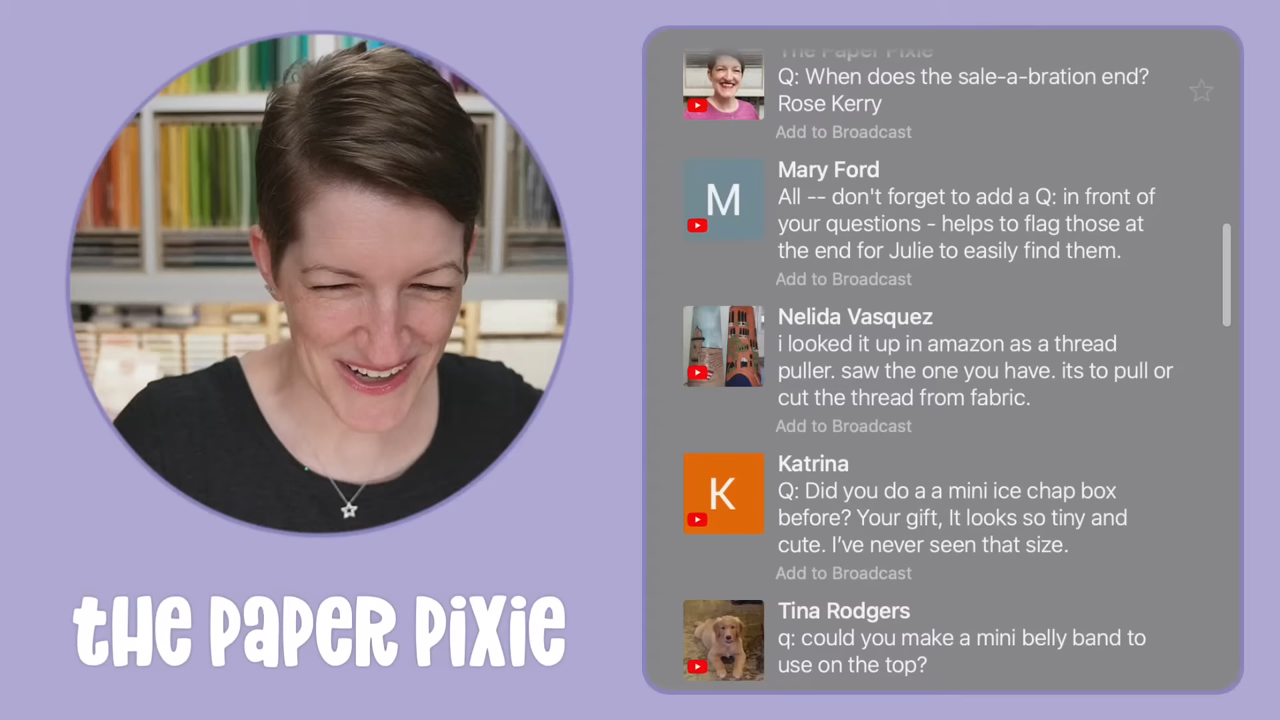 the paper pixie
The Paper Pixie
Q: When does the sale-a-bration end?
Rose Kerry
Add to Broadcast
M
Mary Ford
All -- don't forget to add a Q: in front of
your questions - helps to flag those at
the end for Julie to easily find them.
Add to Broadcast
Nelida Vasquez
i looked it up in amazon as a thread
puller. saw the one you have. its to pull or
cut the thread from fabric.
Add to Broadcast
K
Katrina
Q: Did you do a a mini ice chap box
before? Your gift, It looks so tiny and
cute. I’ve never seen that size.
Add to Broadcast
Tina Rodgers
q: could you make a mini belly band to
use on the top?